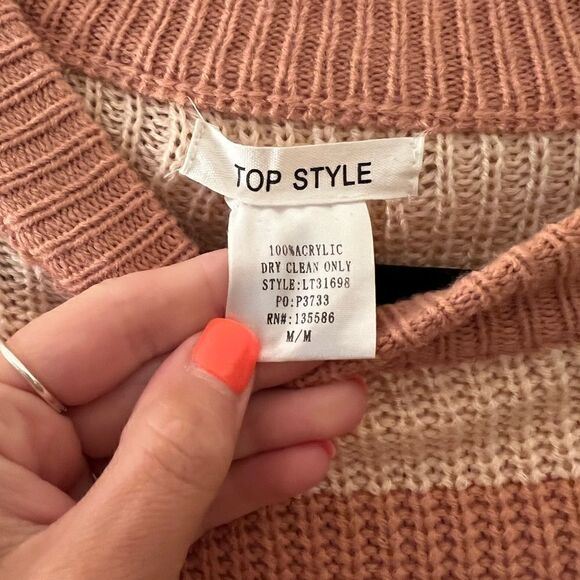 TOP STYLE
100%ACRYLIC
DRY CLEAN ONLY
STYLE:LT31698
PO:P3733
RN#:135586
M/M